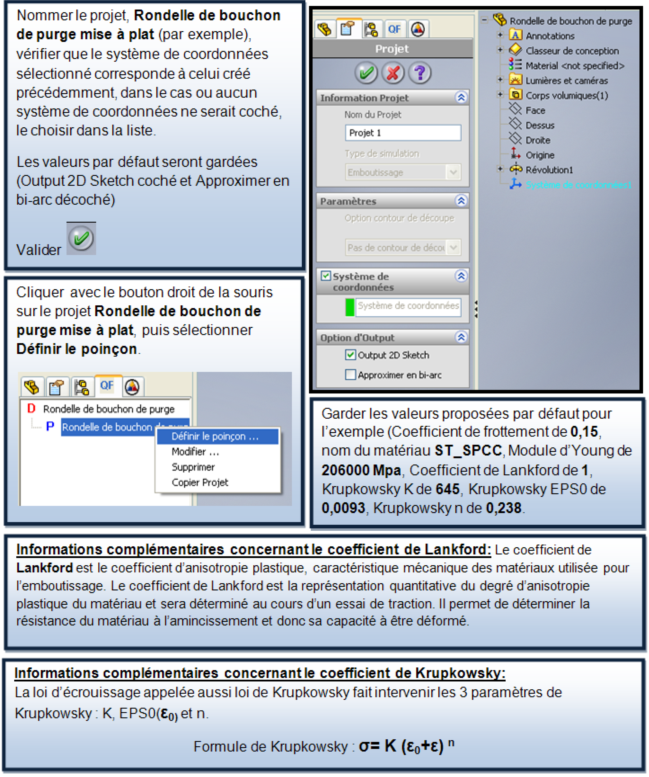 Nommer le projet, Rondelle de bouchon
de purge mise à plat (par exemple),
vérifier que le système de coordonnées
sélectionné corresponde à celui créé
précédemment, dans le cas ou aucun
système de coordonnées ne serait coché,
le choisir dans la liste.
Les valeurs par défaut seront gardées
(Output 2D Sketch coché et Approximer en
bi-arc décoché)
Valider
QF
Projet
?
Information Projet
Nom du Projet
Projet 1
Type de simulation
Emboutissage
Paramètres
Option contour de découpe
Pas de contour de décou
Système de
coordonnées
Système de coordonnées
Option d'Output
Output 2D Sketch
Approximer en bi-arc
Rondelle de bouchon de purge
Annotations
Classeur de conception
Material <not specified>
Lumières et caméras
Corps volumiques(1)
Face
Dessus
Droite
Origine
Révolution1
Cliquer avec le bouton droit de la souris
sur le projet Rondelle de bouchon de
purge mise à plat, puis sélectionner
Définir le poinçon.
QF
D Rondelle de bouchon de purge
P Rondelle de bouchon de purge
Définir le poinçon ...
Modifier ...
Supprimer
Copier Projet
Garder les valeurs proposées par défaut pour
l'exemple (Coefficient de frottement de 0,15,
nom du matériau ST_SPCC, Module d'Young de
206000 Mpa, Coefficient de Lankford de 1,
Krupkowsky K de 645, Krupkowsky EPS0 de
0,0093, Krupkowsky n de 0,238.
Informations complémentaires concernant le coefficient de Lankford: Le coefficient de
Lankford est le coefficient d'anisotropie plastique, caractéristique mécanique des matériaux utilisée pour
l'emboutissage. Le coefficient de Lankford est la représentation quantitative du degré d'anisotropie
plastique du matériau et sera déterminé au cours d'un essai de traction. Il permet de déterminer la
résistance du matériau à l'amincissement et donc sa capacité à être déformé.
Informations complémentaires concernant le coefficient de Krupkowsky:
La loi d'écrouissage appelée aussi loi de Krupkowsky fait intervenir les 3 paramètres de
Krupkowsky : K, EPS0(ε₀) et n.
Formule de Krupkowsky : σ= K (ε₀+ε) ⁿ